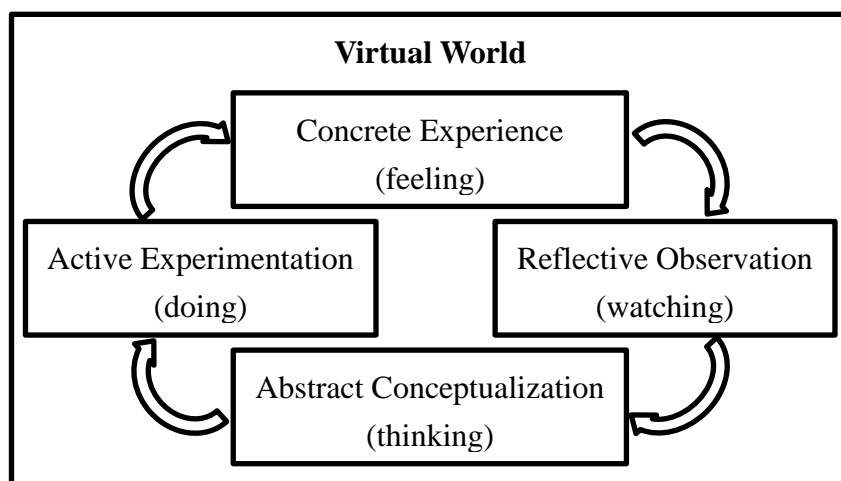 Virtual World
Concrete Experience
(feeling)
Active Experimentation
(doing)
Reflective Observation
(watching)
Abstract Conceptualization
(thinking)